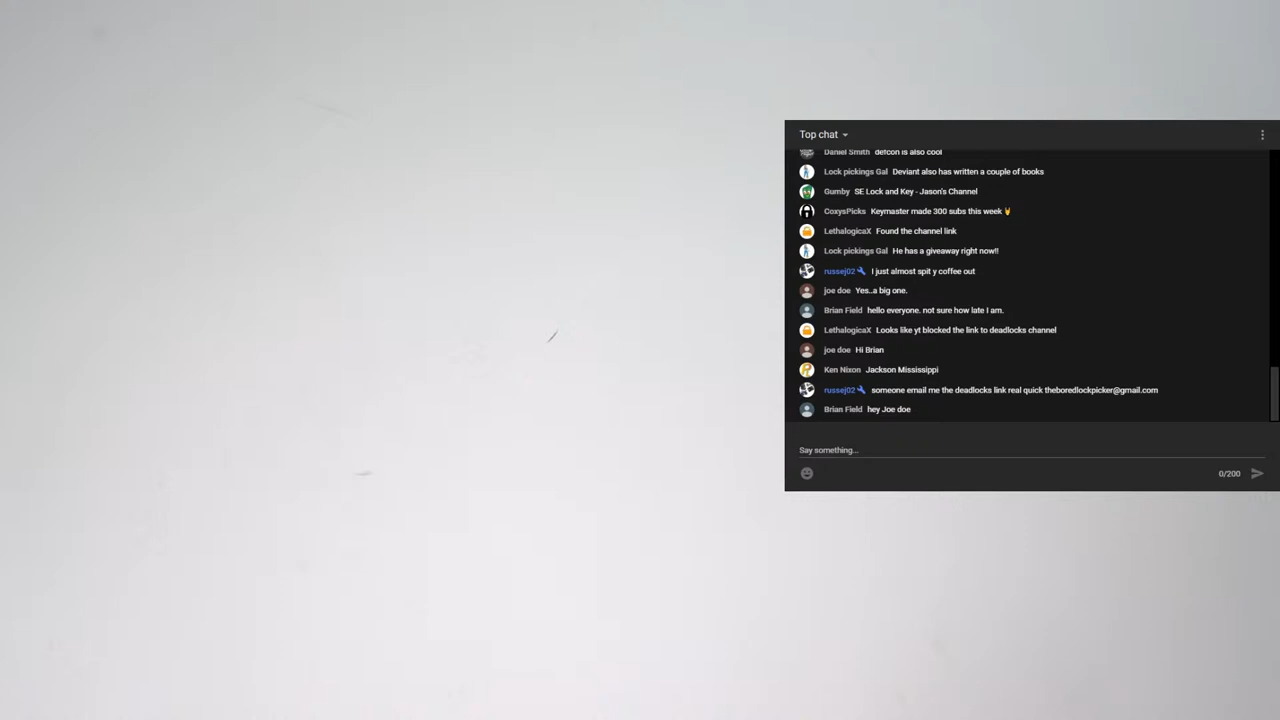 Top chat
Daniel Smith defcon is also cool
Lock pickings Gal Deviant also has written a couple of books
Gumby SE Lock and Key - Jason's Channel
CoxysPicks Keymaster made 300 subs this week
LethalogicaX Found the channel link
Lock pickings Gal He has a giveaway right now!!
russej02 I just almost spit y coffee out
joe doe Yes..a big one.
Brian Field hello everyone. not sure how late I am.
LethalogicaX Looks like yt blocked the link to deadlocks channel
joe doe Hi Brian
Ken Nixon Jackson Mississippi
russej02 someone email me the deadlocks link real quick theboredlockpicker@gmail.com
Brian Field hey Joe doe
Say something...
0/200